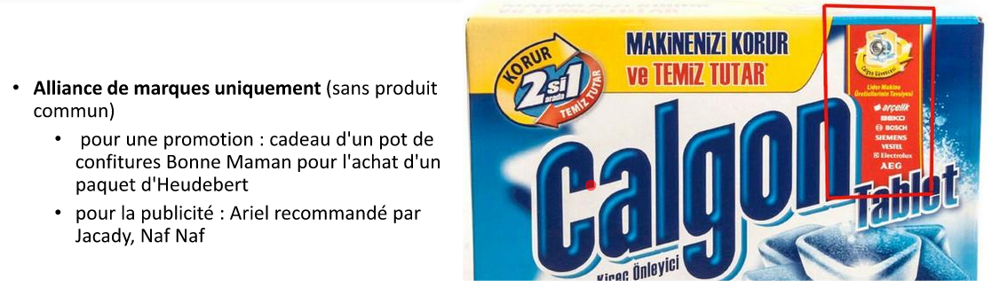 • Alliance de marques uniquement (sans produit
commun)
• pour une promotion : cadeau d'un pot de
confitures Bonne Maman pour l'achat d'un
paquet d'Heudebert
• pour la publicité : Ariel recommandé par
Jacady, Naf Naf
MAKiNENiZi KORUR
ve TEMiZ TUTAR*
KORUR
2si1
arada
TEMiZ TUTAR
Calgon Güvencesi
Lider Makine
Üreticilerinin Tavsiyesi
arçelik
BEKO
BOSCH
SIEMENS
VESTEL
Electrolux
AEG
Calgon
Tablet
Kireç Önleyici